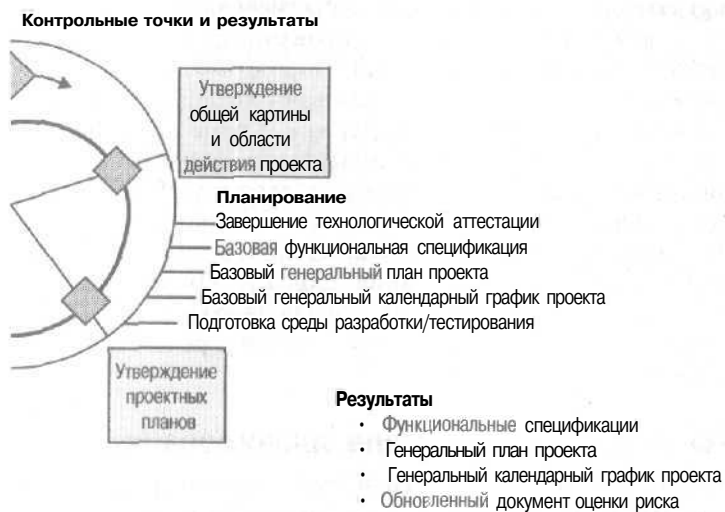 Контрольные точки и результаты
Утверждение
общей картины
и области
действия проекта
Планирование
Завершение технологической аттестации
Базовая функциональная спецификация
Базовый генеральный план проекта
Базовый генеральный календарный график проекта
Подготовка среды разработки/тестирования
Утверждение
проектных
планов
Результаты
• Функциональные спецификации
• Генеральный план проекта
• Генеральный календарный график проекта
• Обновленный документ оценки риска